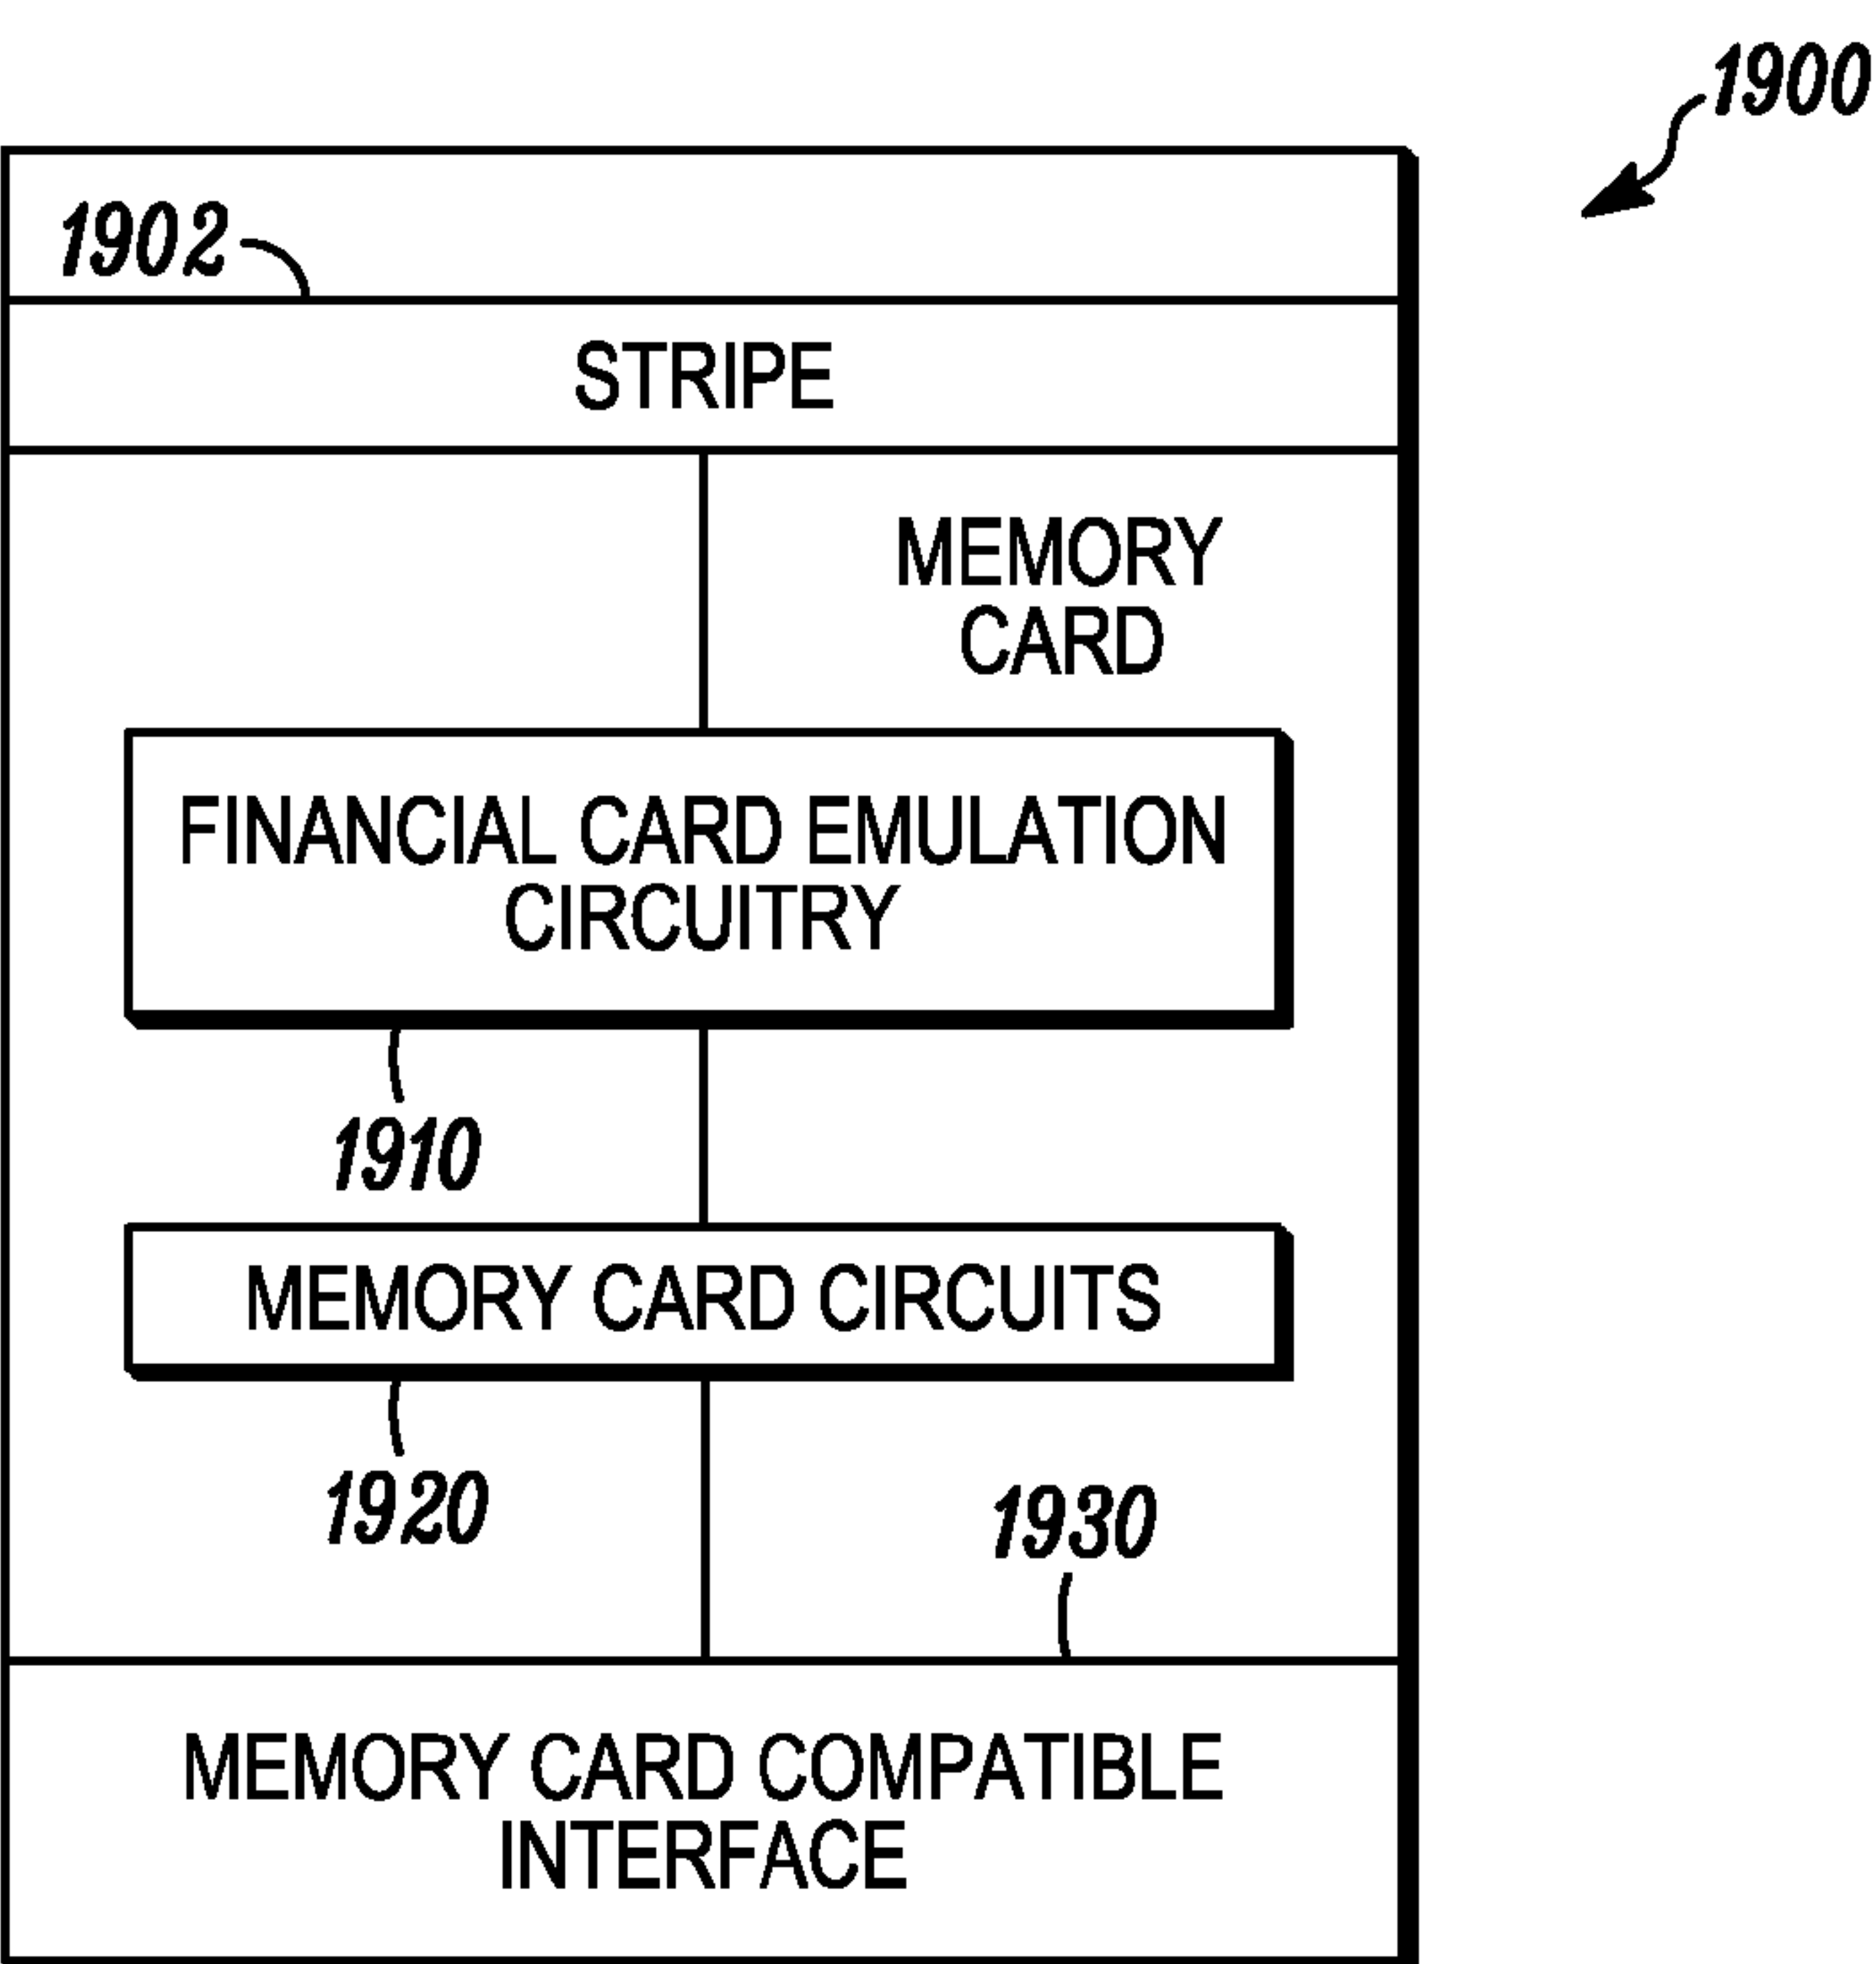 1900
1902
STRIPE
MEMORY
CARD
FINANCIAL CARD EMULATION
CIRCUITRY
1910
MEMORY CARD CIRCUITS
1920
1930
MEMORY CARD COMPATIBLE
INTERFACE